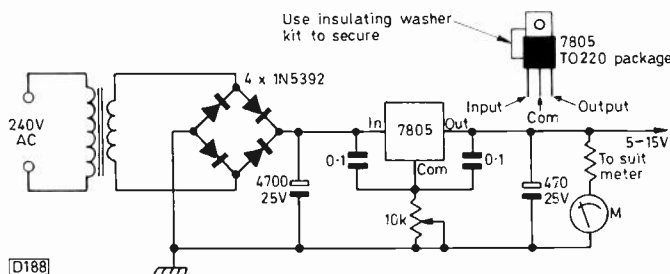 Use insulating washer
kit to secure
7805
TO220 package
Input
Com
Output
4 x 1N5392
240V
AC
In
7805
Out
Com
0·1
0·1
5-15V
To suit
meter
4700
25V
10k
470
25V
M
D188